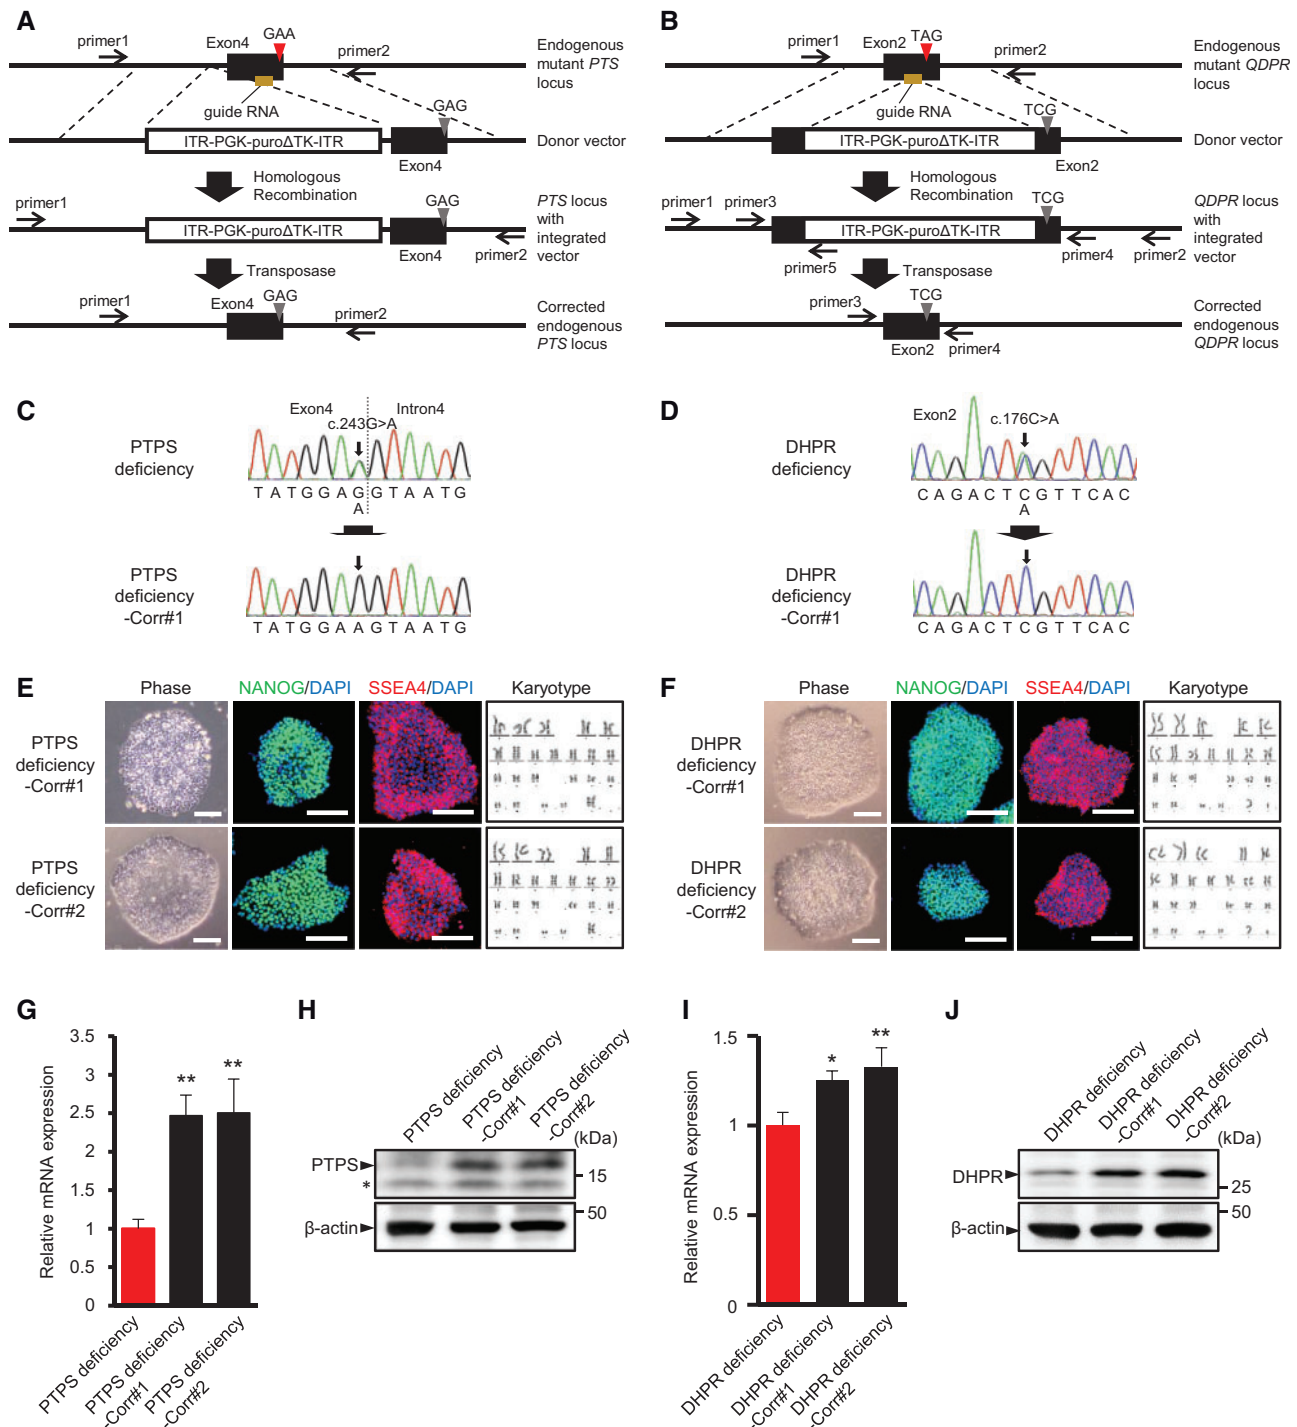 A
primer1
Exon4
GAA
primer2
Endogenous
mutant PTS
locus
guide RNA
GAG
ITR-PGK-puroΔTK-ITR
Exon4
Donor vector
Homologous
Recombination
primer1
GAG
ITR-PGK-puroΔTK-ITR
Exon4
primer2
PTS locus
with
integrated
vector
Transposase
primer1
Exon4
GAG
primer2
Corrected
endogenous
PTS locus
B
primer1
Exon2
TAG
primer2
Endogenous
mutant QDPR
locus
guide RNA
TCG
ITR-PGK-puroΔTK-ITR
Exon2
Donor vector
Homologous
Recombination
primer1
primer3
TCG
ITR-PGK-puroΔTK-ITR
primer5
primer4
primer2
QDPR locus
with
integrated
vector
Transposase
primer3
TCG
Exon2
primer4
Corrected
endogenous
QDPR locus
C
Exon4
Intron4
c.243G>A
PTPS
deficiency
T A T G G A G G T A A T G
A
PTPS
deficiency
-Corr#1
T A T G G A A G T A A T G
D
Exon2
c.176C>A
DHPR
deficiency
C A G A C T C G T T C A C
A
DHPR
deficiency
-Corr#1
C A G A C T C G T T C A C
E
Phase
NANOG/DAPI
SSEA4/DAPI
Karyotype
PTPS
deficiency
-Corr#1
PTPS
deficiency
-Corr#2
F
Phase
NANOG/DAPI
SSEA4/DAPI
Karyotype
DHPR
deficiency
-Corr#1
DHPR
deficiency
-Corr#2
G
Relative mRNA expression
3.5
3
2.5
2
1.5
1
0.5
0
**
**
PTPS deficiency
PTPS deficiency
-Corr#1
PTPS deficiency
-Corr#2
H
PTPS deficiency
PTPS deficiency
-Corr#1
PTPS deficiency
-Corr#2
(kDa)
PTPS
*
15
50
β-actin
I
Relative mRNA expression
1.5
1
0.5
0
*
**
DHPR deficiency
DHPR deficiency
-Corr#1
DHPR deficiency
-Corr#2
J
DHPR deficiency
DHPR deficiency
-Corr#1
DHPR deficiency
-Corr#2
(kDa)
DHPR
25
50
β-actin